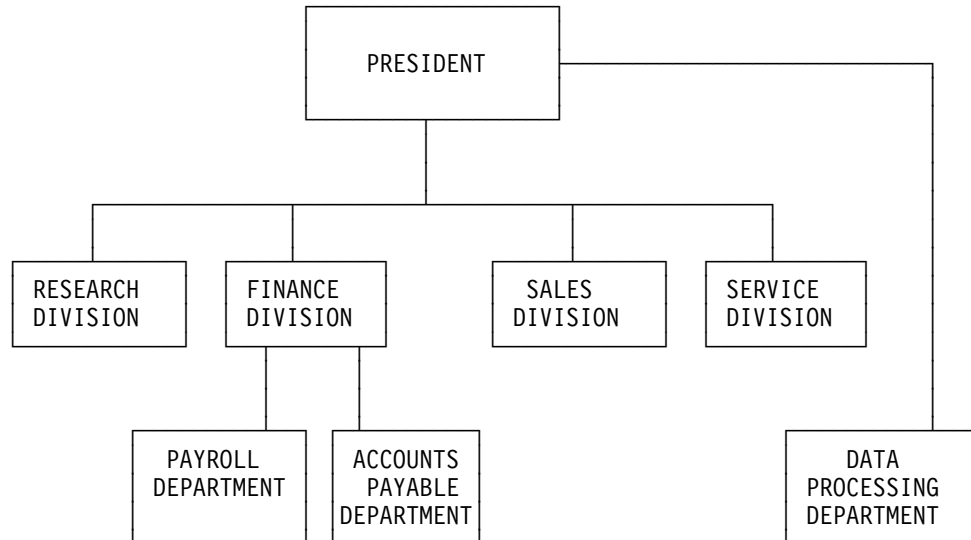 PRESIDENT
RESEARCH
DIVISION
FINANCE
DIVISION
SALES
DIVISION
SERVICE
DIVISION
PAYROLL
DEPARTMENT
ACCOUNTS
PAYABLE
DEPARTMENT
DATA
PROCESSING
DEPARTMENT